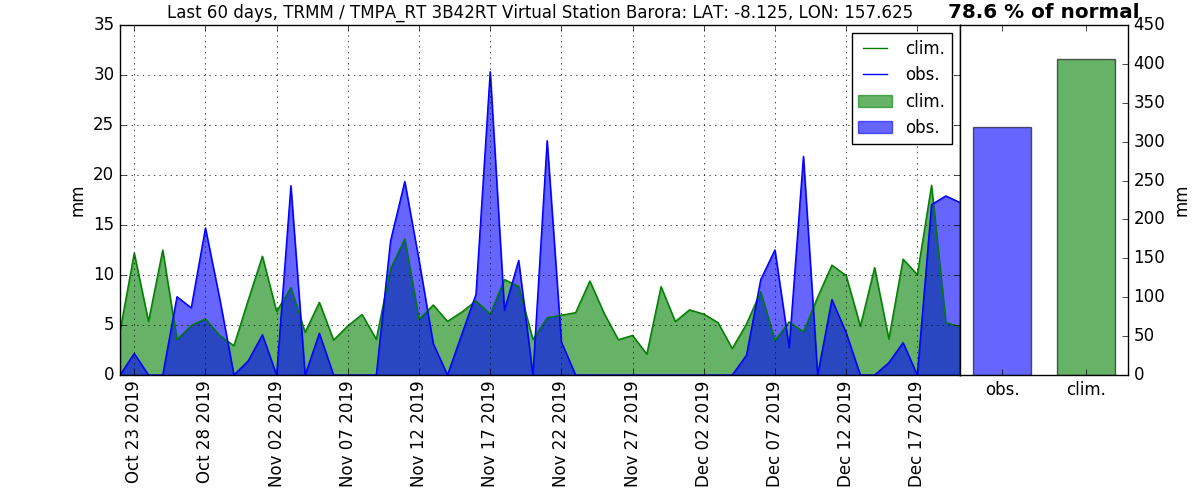 Last 60 days, TRMM / TMPA_RT 3B42RT Virtual Station Barora: LAT: -8.125, LON: 157.625
78.6 % of normal
35
30
25
20
15
10
5
0
mm
clim.
obs.
clim.
obs.
450
400
350
300
250
200
150
100
50
0
mm
obs.
clim.
Oct 23 2019
Oct 28 2019
Nov 02 2019
Nov 07 2019
Nov 12 2019
Nov 17 2019
Nov 22 2019
Nov 27 2019
Dec 02 2019
Dec 07 2019
Dec 12 2019
Dec 17 2019